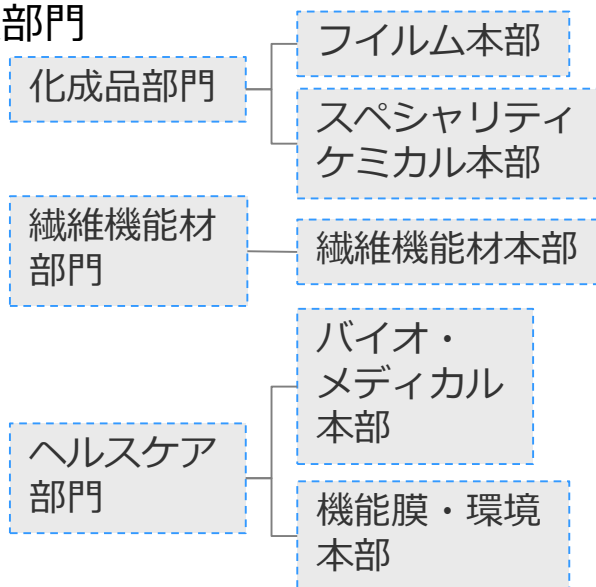 部門
化成品部門
フイルム本部
スペシャリティ
ケミカル本部
繊維機能材
部門
繊維機能材本部
ヘルスケア
部門
バイオ・
メディカル
本部
機能膜・環境
本部